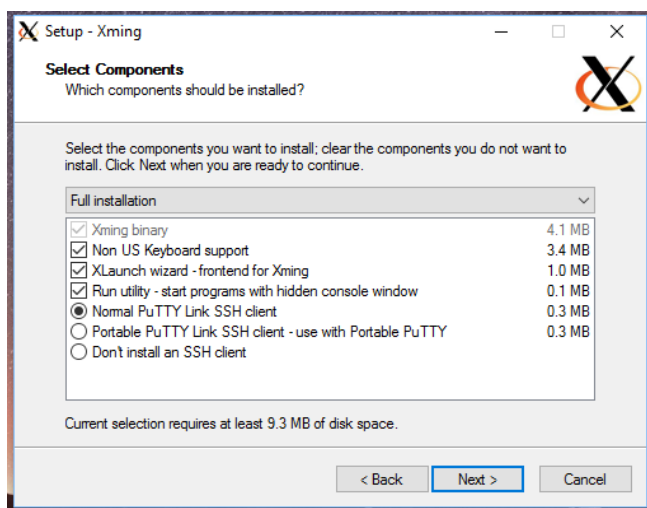 Setup - Xming
Select Components
Which components should be installed?
Select the components you want to install; clear the components you do not want to
install. Click Next when you are ready to continue.
Full installation
Xming binary 4.1 MB
Non US Keyboard support 3.4 MB
XLaunch wizard - frontend for Xming 1.0 MB
Run utility - start programs with hidden console window 0.1 MB
Normal PuTTY Link SSH client 0.3 MB
Portable PuTTY Link SSH client - use with Portable PuTTY 0.3 MB
Don't install an SSH client
Current selection requires at least 9.3 MB of disk space.
< Back Next > Cancel